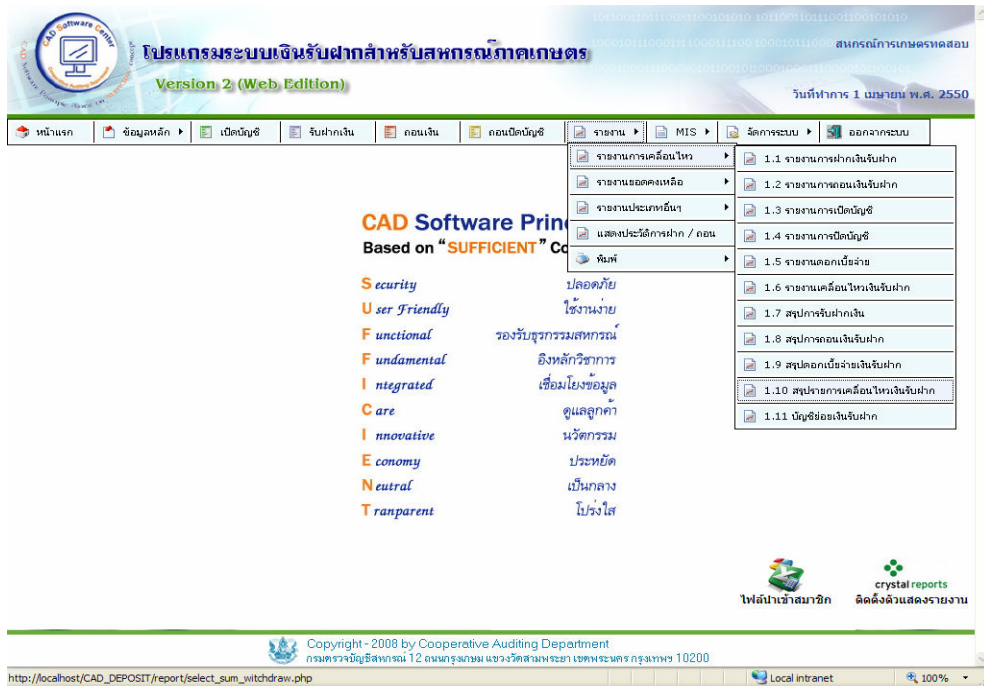 โปรแกรมระบบเงินรับฝากสำหรับสหกรณ์ภาคเกษตร
Version 2 (Web Edition)
สหกรณ์การเกษตรทดสอบ
วันที่ทำการ 1 เมษายน พ.ศ. 2550
หน้าแรก ข้อมูลหลัก เปิดบัญชี รับฝากเงิน ถอนเงิน ถอนปิดบัญชี รายงาน MIS จัดการระบบ ออกจากระบบ
รายงานการเคลื่อนไหว
รายงานยอดคงเหลือ
รายงานประเภทอื่นๆ
แสดงประวัติการฝาก / ถอน
พิมพ์
1.1 รายงานการฝากเงินรับฝาก
1.2 รายงานการถอนเงินรับฝาก
1.3 รายงานการเปิดบัญชี
1.4 รายงานการปิดบัญชี
1.5 รายงานดอกเบี้ยจ่าย
1.6 รายงานเคลื่อนไหวเงินรับฝาก
1.7 สรุปการรับฝากเงิน
1.8 สรุปการถอนเงินรับฝาก
1.9 สรุปดอกเบี้ยจ่ายเงินรับฝาก
1.10 สรุปรายการเคลื่อนไหวเงินรับฝาก
1.11 บัญชีย่อยเงินรับฝาก
CAD Software Prin
Based on “SUFFICIENT” Co
Security ปลอดภัย
User Friendly ใช้งานง่าย
Functional รองรับธุรกรรมสหกรณ์
Fundamental อิงหลักวิชาการ
Integrated เชื่อมโยงข้อมูล
Care ดูแลลูกค้า
Innovative นวัตกรรม
Economy ประหยัด
Neutral เป็นกลาง
Tranparent โปร่งใส
ไฟล์นำเข้าสมาชิก
crystal reports
ติดตั้งตัวแสดงรายงาน
Copyright - 2008 by Cooperative Auditing Department
กรมตรวจบัญชีสหกรณ์ 12 ถนนกรุงเกษม แขวงวัดสามพระยา เขตพระนคร กรุงเทพฯ 10200
http://localhost/CAD_DEPOSIT/report/select_sum_witchdraw.php
Local intranet
100%